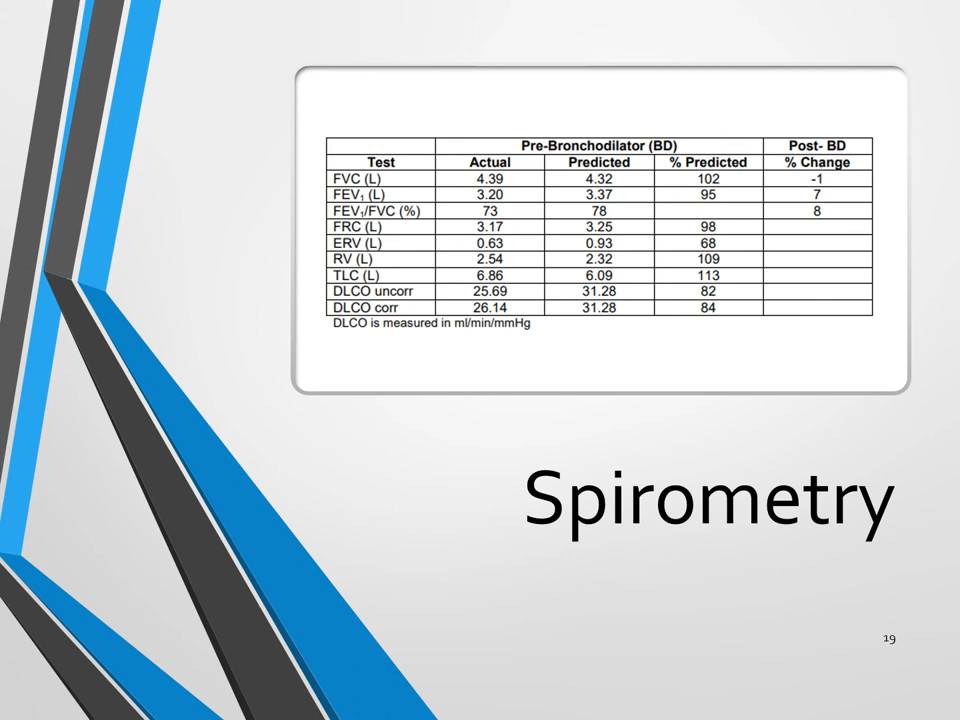 Pre-Bronchodilator (BD) Post- BD
Test Actual Predicted % Predicted % Change
FVC (L) 4.39 4.32 102 -1
FEV₁ (L) 3.20 3.37 95 7
FEV₁/FVC (%) 73 78 8
FRC (L) 3.17 3.25 98
ERV (L) 0.63 0.93 68
RV (L) 2.54 2.32 109
TLC (L) 6.86 6.09 113
DLCO uncorr 25.69 31.28 82
DLCO corr 26.14 31.28 84
DLCO is measured in ml/min/mmHg
Spirometry
19